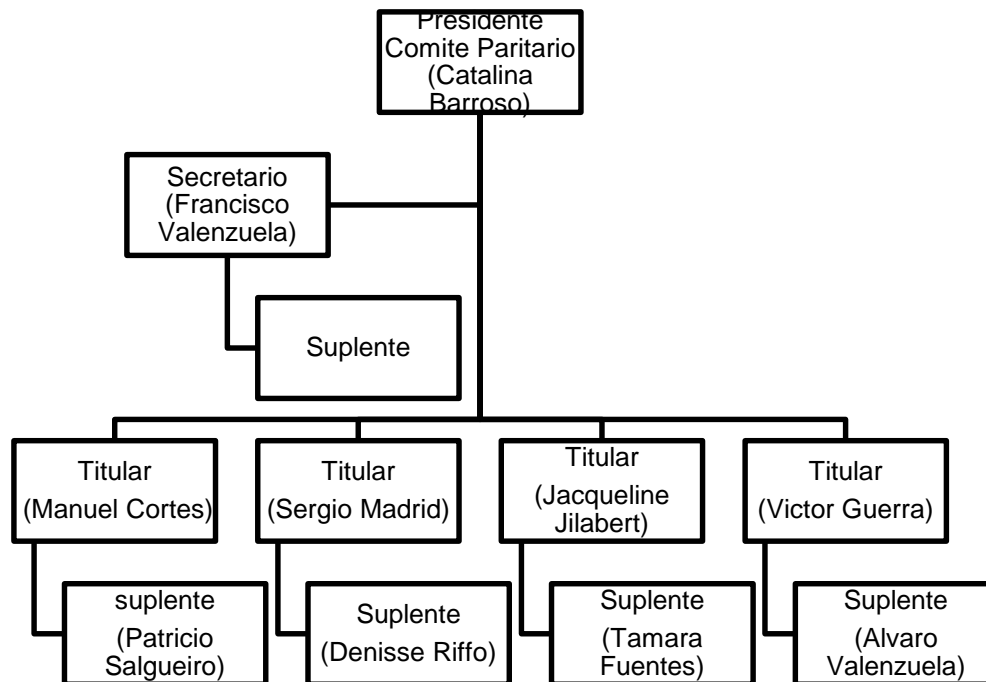 Presidente
Comite Paritario
(Catalina
Barroso)
Secretario
(Francisco
Valenzuela)
Suplente
Titular
(Manuel Cortes)
Titular
(Sergio Madrid)
Titular
(Jacqueline
Jilabert)
Titular
(Victor Guerra)
suplente
(Patricio
Salgueiro)
Suplente
(Denisse Riffo)
Suplente
(Tamara
Fuentes)
Suplente
(Alvaro
Valenzuela)